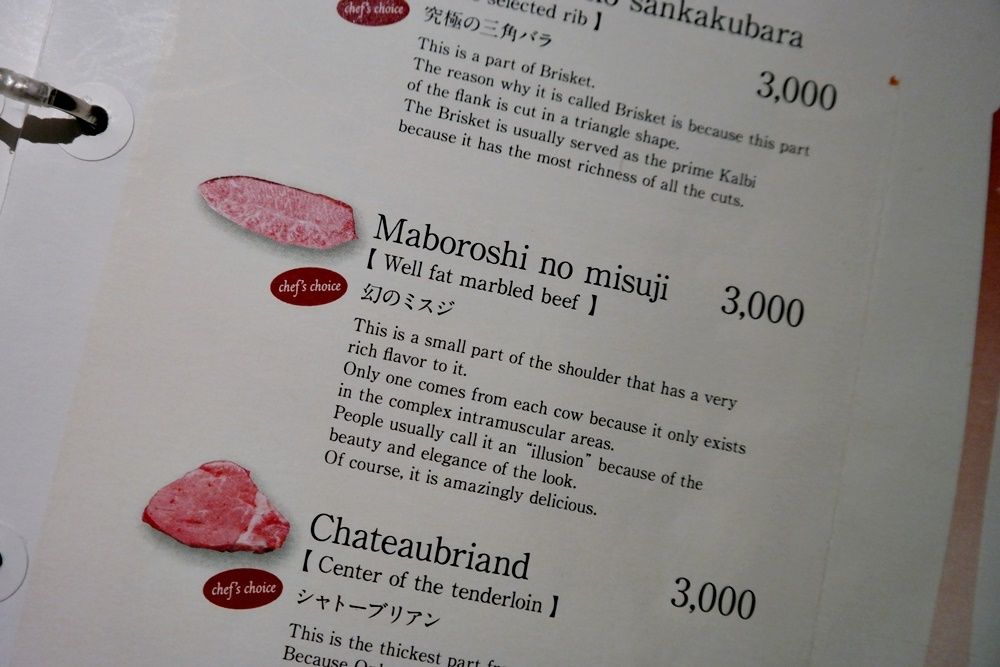 sankakubara
selected rib 】
chef's choice
究極の三角バラ
3,000
This is a part of Brisket.
The reason why it is called Brisket is because this part
of the flank is cut in a triangle shape.
The Brisket is usually served as the prime Kalbi
because it has the most richness of all the cuts.
Maboroshi no misuji
【 Well fat marbled beef 】
chef's choice
幻のミスジ
3,000
This is a small part of the shoulder that has a very
rich flavor to it.
Only one comes from each cow because it only exists
in the complex intramuscular areas.
People usually call it an “illusion” because of the
beauty and elegance of the look.
Of course, it is amazingly delicious.
Chateaubriand
【 Center of the tenderloin 】
chef's choice
シャトーブリアン
3,000
This is the thickest part
Because